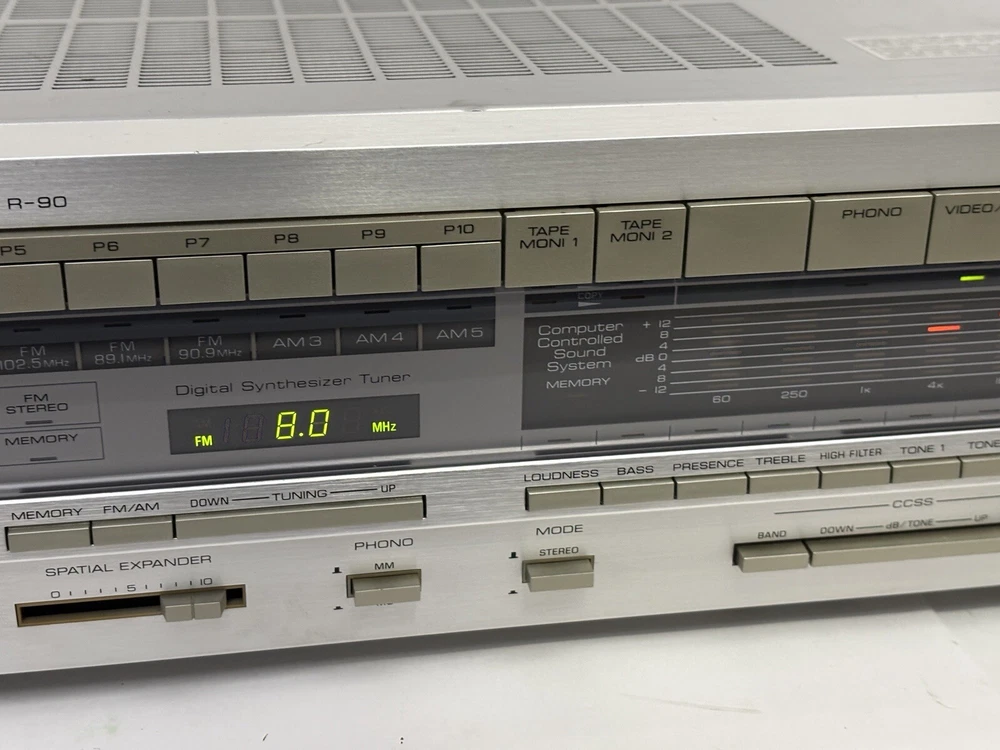 R-90
P5 P6 P7 P8 P9 P10
TAPE
MONI 1
TAPE
MONI 2
PHONO
VIDEO/
FM
102.5MHz
FM
89.1MHz
FM
90.9MHz
AM 3
AM 4
AM 5
FM
STEREO
MEMORY
Digital Synthesizer Tuner
FM 8.0 MHz
Computer
Controlled
Sound
System
MEMORY
+ 12
8
4
dB 0
4
8
- 12
60 250 1k 4k
MEMORY FM/AM DOWN TUNING UP
LOUDNESS BASS PRESENCE TREBLE HIGH FILTER TONE 1 TONE
SPATIAL EXPANDER
0 5 10
PHONO
MM
MODE
STEREO
CCSS
BAND DOWN dB/TONE UP